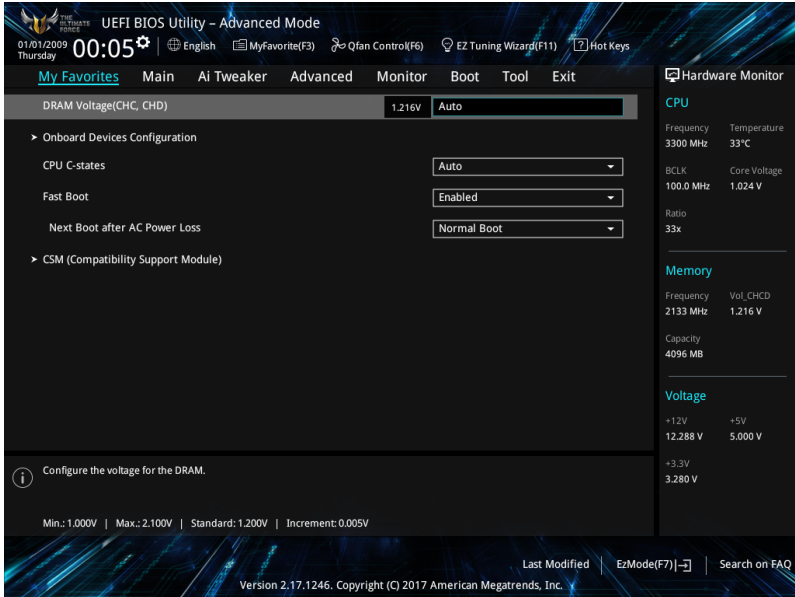 THE
ULTIMATE
FORCE
UEFI BIOS Utility – Advanced Mode
01/01/2009
Thursday
00:05
English
MyFavorite(F3)
Qfan Control(F6)
EZ Tuning Wizard(F11)
? Hot Keys
My Favorites Main Ai Tweaker Advanced Monitor Boot Tool Exit
DRAM Voltage(CHC, CHD) 1.216V Auto
> Onboard Devices Configuration
CPU C-states Auto
Fast Boot Enabled
Next Boot after AC Power Loss Normal Boot
> CSM (Compatibility Support Module)
Hardware Monitor
CPU
Frequency Temperature
3300 MHz 33°C
BCLK Core Voltage
100.0 MHz 1.024 V
Ratio
33x
Memory
Frequency Vol_CHCD
2133 MHz 1.216 V
Capacity
4096 MB
Voltage
+12V +5V
12.288 V 5.000 V
+3.3V
3.280 V
i Configure the voltage for the DRAM.
Min.: 1.000V | Max.: 2.100V | Standard: 1.200V | Increment: 0.005V
Last Modified | EzMode(F7) | Search on FAQ
Version 2.17.1246. Copyright (C) 2017 American Megatrends, Inc.